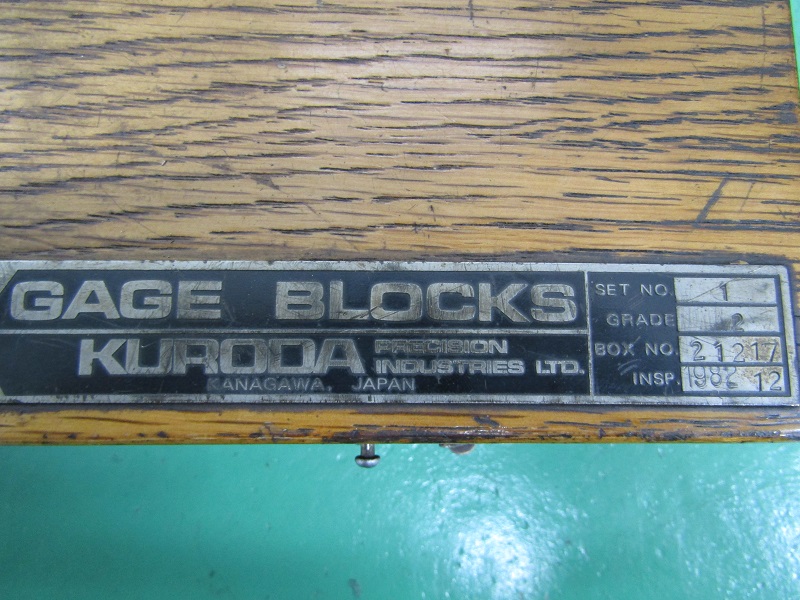 GAGE BLOCKS
KURODA PRECISION INDUSTRIES LTD.
KANAGAWA, JAPAN
SET NO. 1
GRADE 2
BOX NO. 21217
INSP. 1982 12